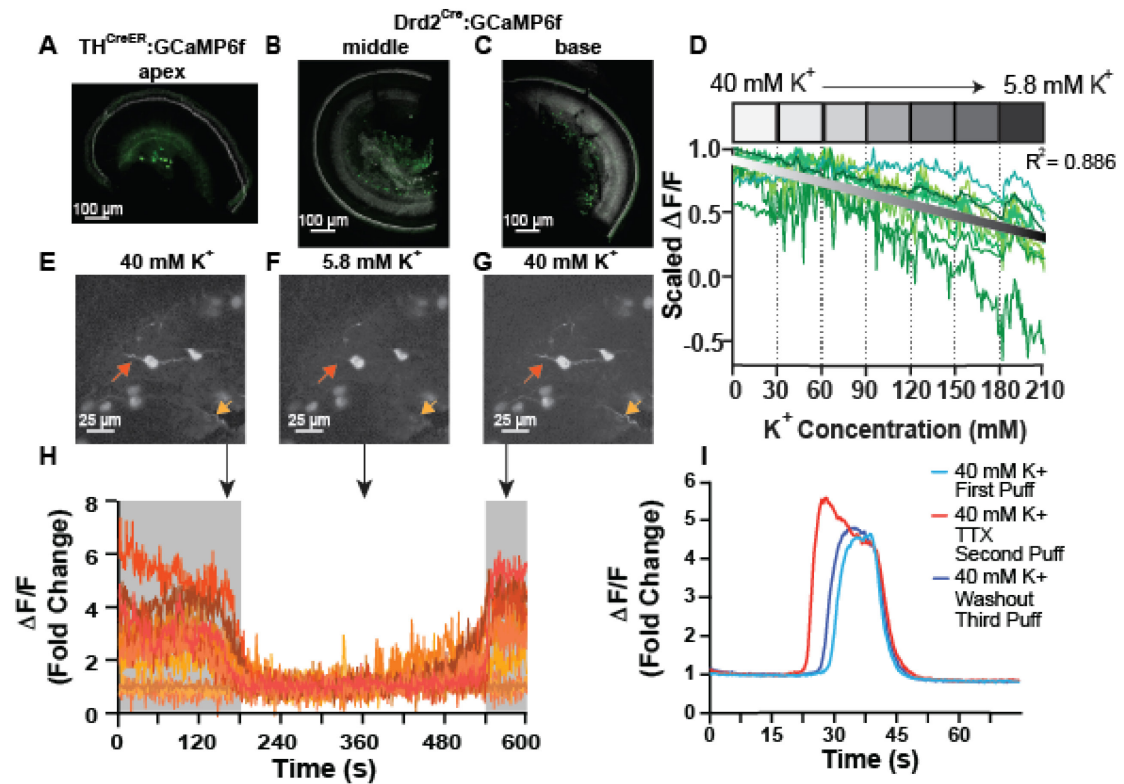 Drd2Cre:GCaMP6f
A
THCreER:GCaMP6f
apex
B
middle
C
base
D
40 mM K+
5.8 mM K+
100 µm
100 µm
100 µm
R2= 0.886
Scaled ΔF/F
1.0
0.5
0.0
-0.5
0 30 60 90 120 150 180 210
K+ Concentration (mM)
E
40 mM K+
F
5.8 mM K+
G
40 mM K+
25 µm
25 µm
25 µm
H
ΔF/F
(Fold Change)
8
6
4
2
0
0 120 240 360 480 600
Time (s)
I
ΔF/F
(Fold Change)
6
5
4
3
2
1
0
0 15 30 45 60
Time (s)
40 mM K+
First Puff
40 mM K+
TTX
Second Puff
40 mM K+
Washout
Third Puff